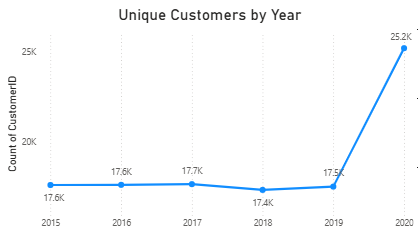 Unique Customers by Year
Count of CustomerID
25K
20K
17.6K
17.6K
17.7K
17.4K
17.5K
25.2K
2015 2016 2017 2018 2019 2020